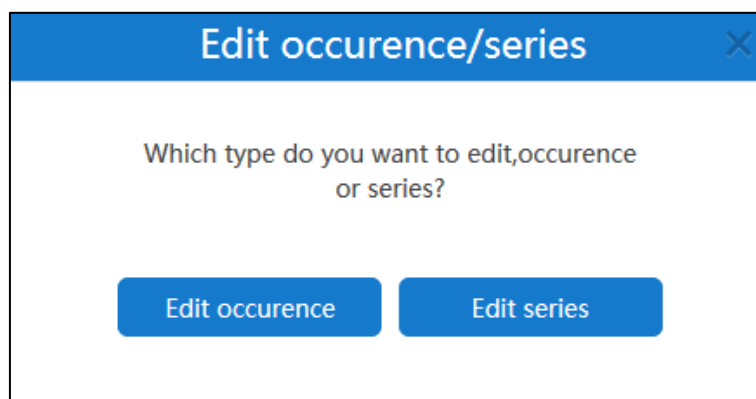 Edit occurence/series
Which type do you want to edit,occurence
or series?
Edit occurence
Edit series